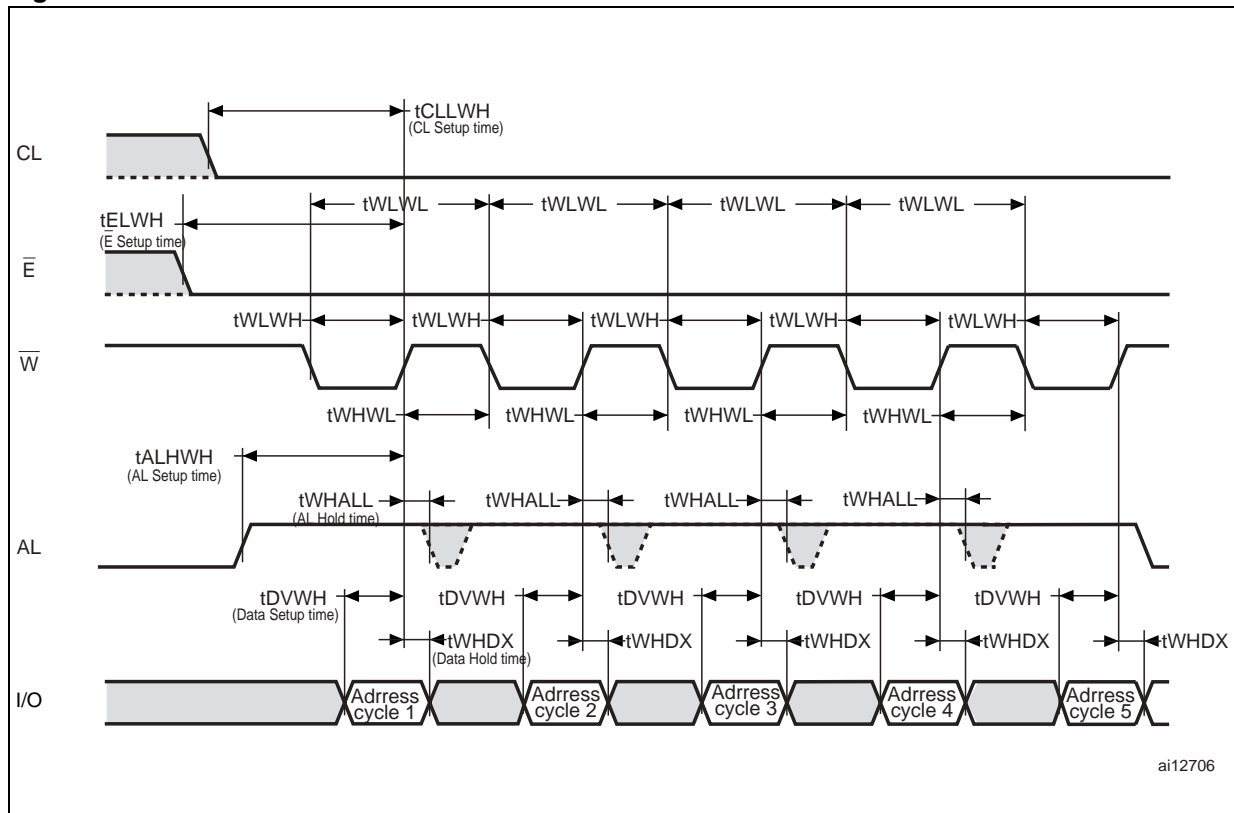 tCLLWH
(CL Setup time)
CL
tWLWL tWLWL tWLWL tWLWL
tELWH
(E̅ Setup time)
E̅
tWLWH tWLWH tWLWH tWLWH tWLWH
W̅
tWHWL tWHWL tWHWL tWHWL
tALHWH
(AL Setup time)
tWHALL tWHALL tWHALL tWHALL
(AL Hold time)
AL
tDVWH tDVWH tDVWH tDVWH tDVWH
(Data Setup time)
tWHDX tWHDX tWHDX tWHDX tWHDX
(Data Hold time)
I/O
Adrress Adrress Adrress Adrress Adrress
cycle 1 cycle 2 cycle 3 cycle 4 cycle 5
ai12706